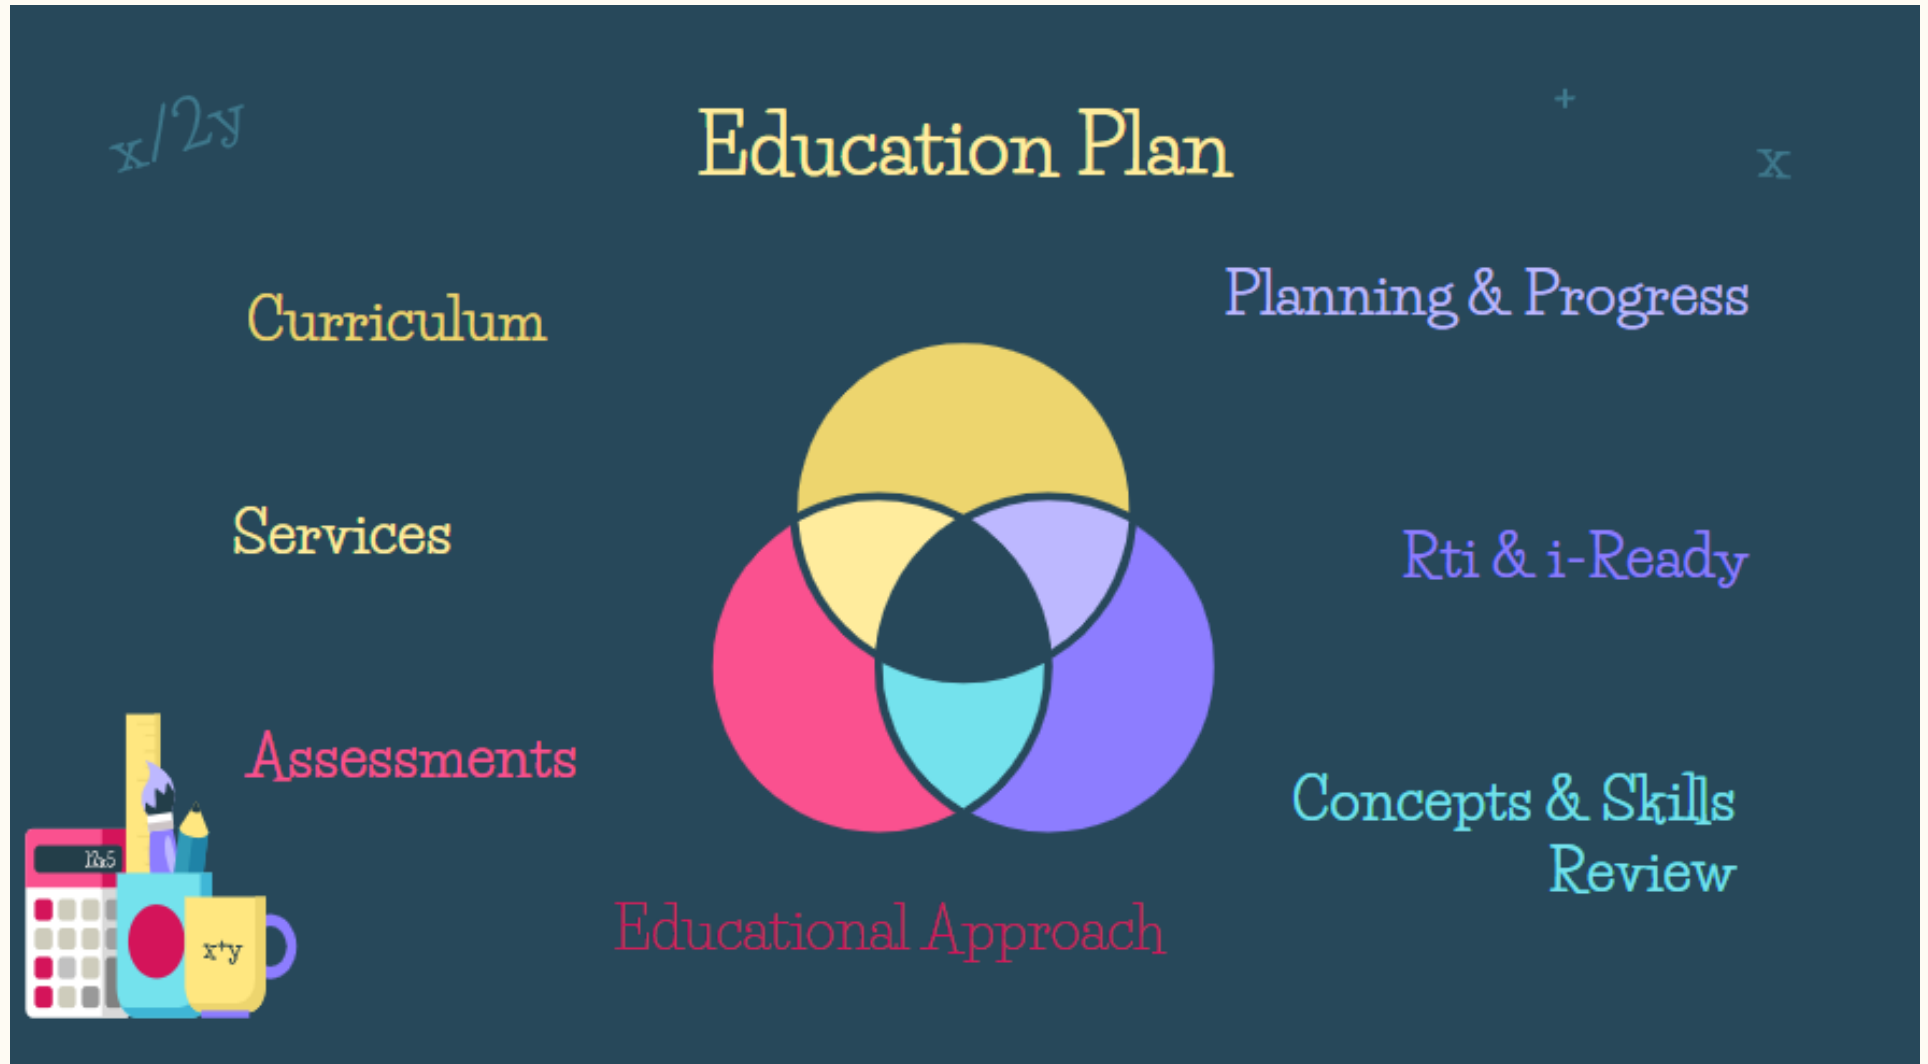 x/2y
Education Plan
+
x
Curriculum
Planning & Progress
Services
Rti & i-Ready
Assessments
Concepts & Skills
Review
Educational Approach
x+y